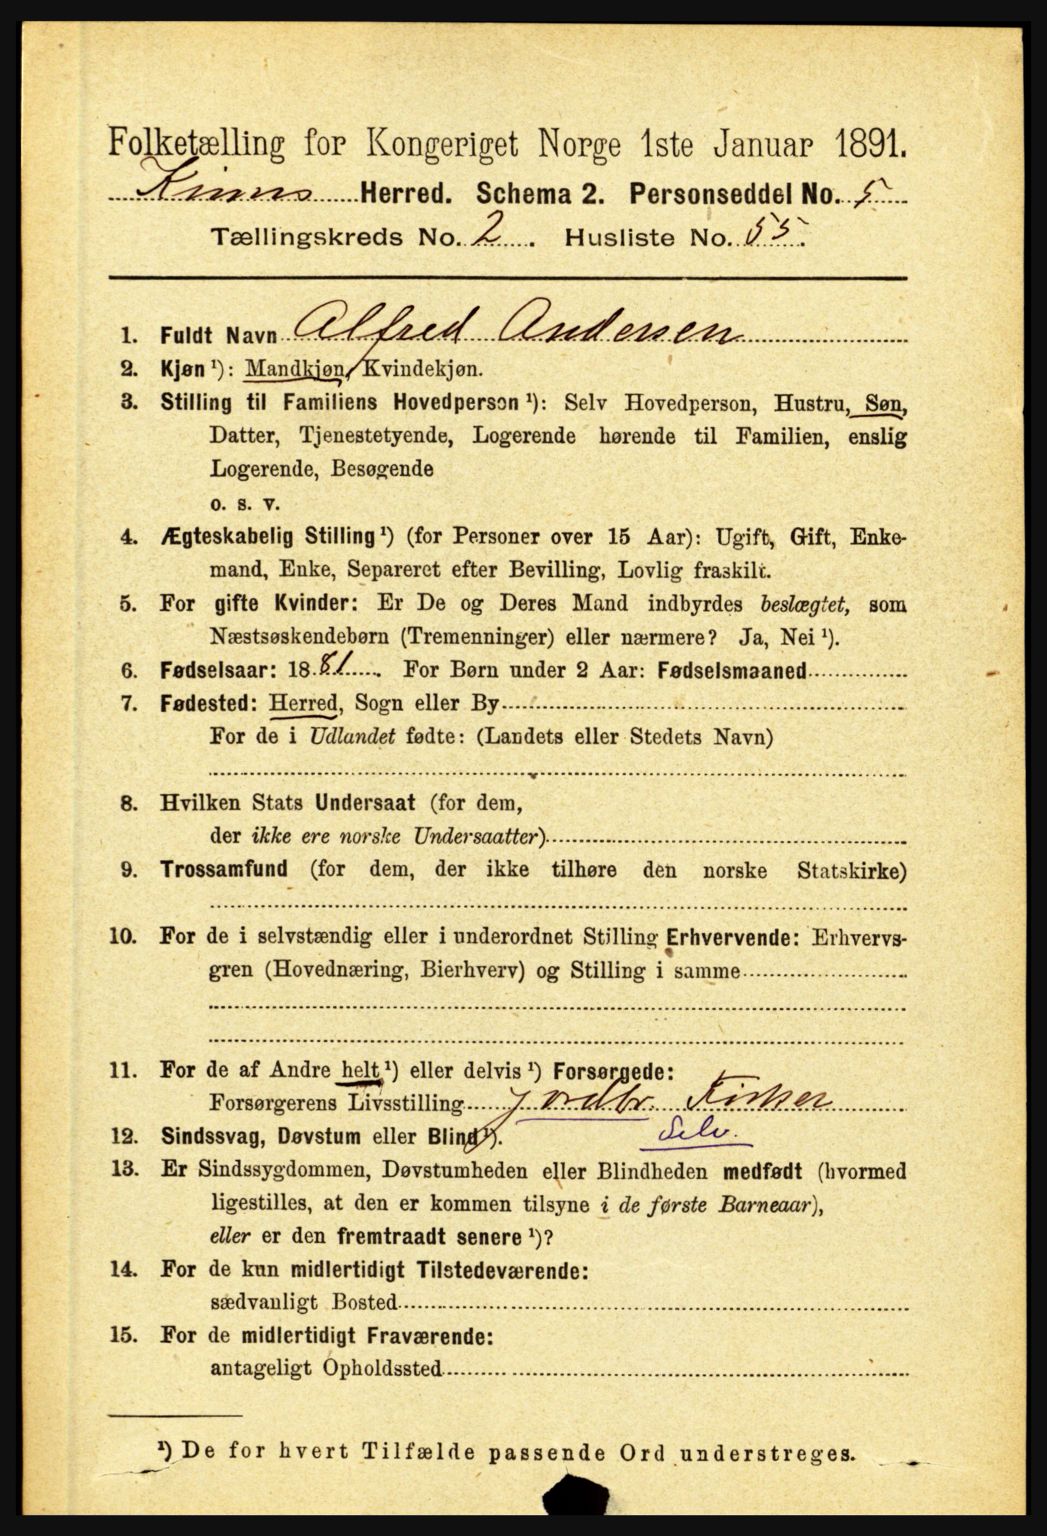 Folketælling for Kongeriget Norge 1ste Januar 1891.
Kinns Herred. Schema 2. Personseddel No. 5
Tællingskreds No. 2. Husliste No. 55.
1. Fuldt Navn Alfred Andersen
2. Kjøn ¹): Mandkjøn, Kvindekjøn.
3. Stilling til Familiens Hovedperson ¹): Selv Hovedperson, Hustru, Søn,
Datter, Tjenestetyende, Logerende hørende til Familien, enslig
Logerende, Besøgende
o. s. v.
4. Ægteskabelig Stilling ¹) (for Personer over 15 Aar): Ugift, Gift, Enke-
mand, Enke, Separeret efter Bevilling, Lovlig fraskilt.
5. For gifte Kvinder: Er De og Deres Mand indbyrdes beslægtet, som
Næstsøskendebørn (Tremenninger) eller nærmere? Ja, Nei ¹).
6. Fødselsaar: 1881. For Børn under 2 Aar: Fødselsmaaned
7. Fødested: Herred, Sogn eller By
For de i Udlandet fødte: (Landets eller Stedets Navn)
8. Hvilken Stats Undersaat (for dem,
der ikke ere norske Undersaatter)
9. Trossamfund (for dem, der ikke tilhøre den norske Statskirke)
10. For de i selvstændig eller i underordnet Stilling Erhvervende: Erhvervs-
gren (Hovednæring, Bierhverv) og Stilling i samme
11. For de af Andre helt ¹) eller delvis ¹) Forsørgede:
Forsørgerens Livsstilling Jordbr. Fisker
12. Sindssvag, Døvstum eller Blind ¹). Selv.
13. Er Sindssygdommen, Døvstumheden eller Blindheden medfødt (hvormed
ligestilles, at den er kommen tilsyne i de første Barneaar),
eller er den fremtraadt senere ¹)?
14. For de kun midlertidigt Tilstedeværende:
sædvanligt Bosted
15. For de midlertidigt Fraværende:
antageligt Opholdssted
¹) De for hvert Tilfælde passende Ord understreges.